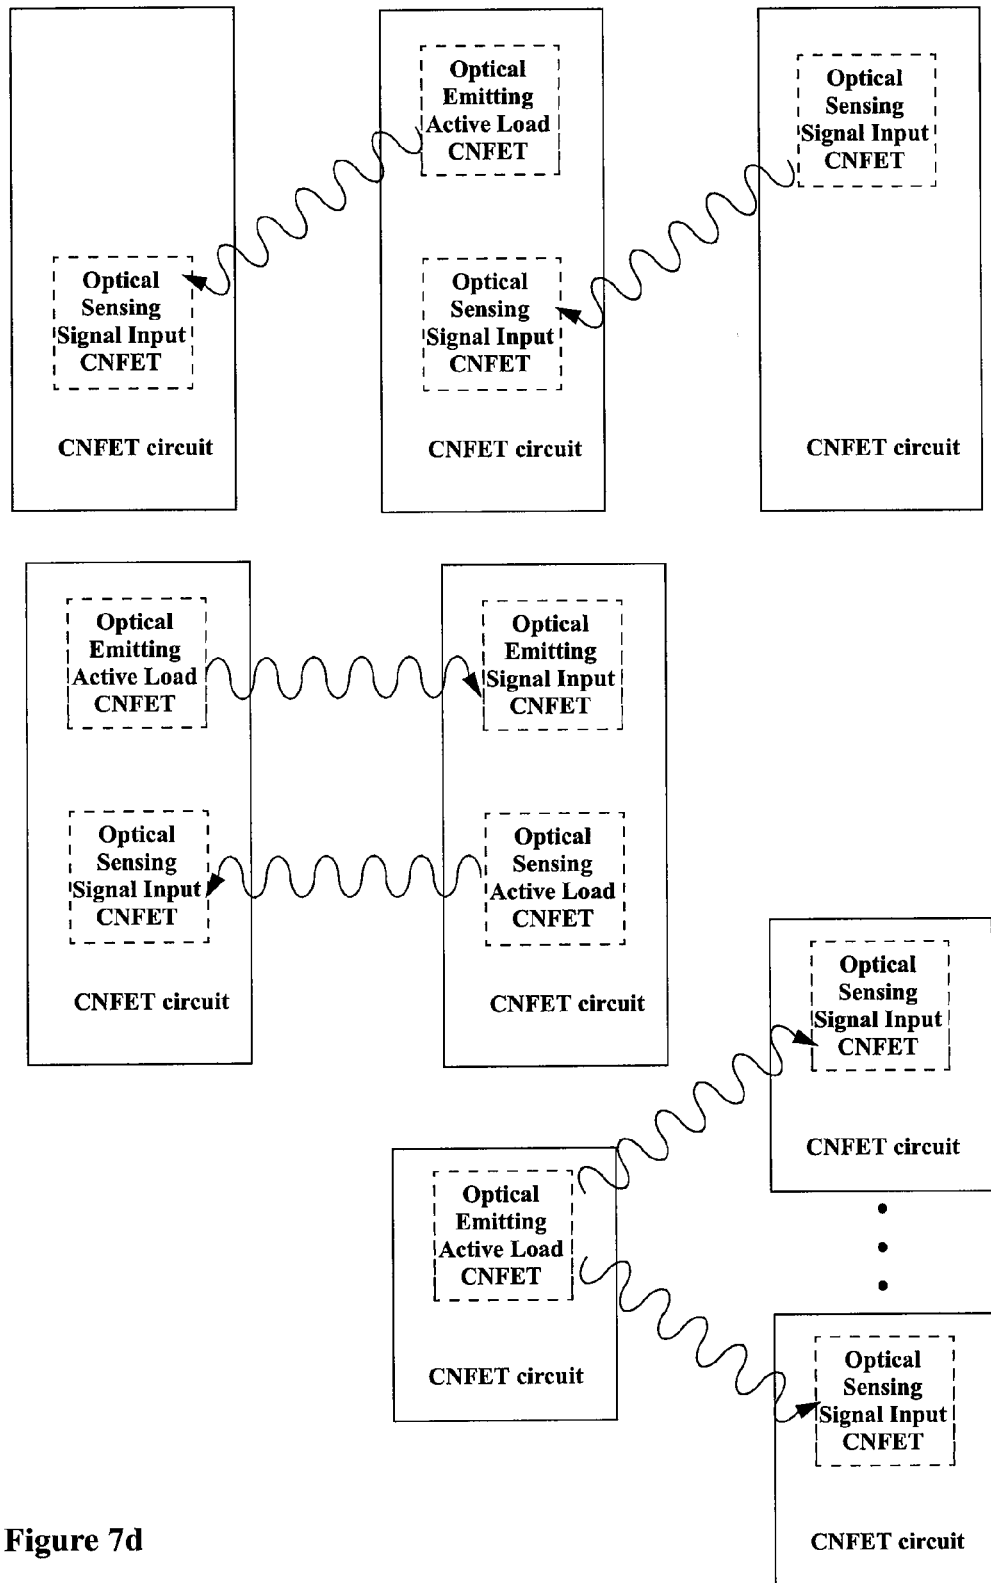 Optical
Emitting
Active Load
CNFET
Optical
Sensing
Signal Input
CNFET
Optical
Sensing
Signal Input
CNFET
Optical
Sensing
Signal Input
CNFET
CNFET circuit
CNFET circuit
CNFET circuit
Optical
Emitting
Active Load
CNFET
Optical
Emitting
Signal Input
CNFET
Optical
Sensing
Signal Input
CNFET
Optical
Sensing
Active Load
CNFET
CNFET circuit
CNFET circuit
Optical
Sensing
Signal Input
CNFET
CNFET circuit
Optical
Emitting
Active Load
CNFET
CNFET circuit
Optical
Sensing
Signal Input
CNFET
CNFET circuit
Figure 7d